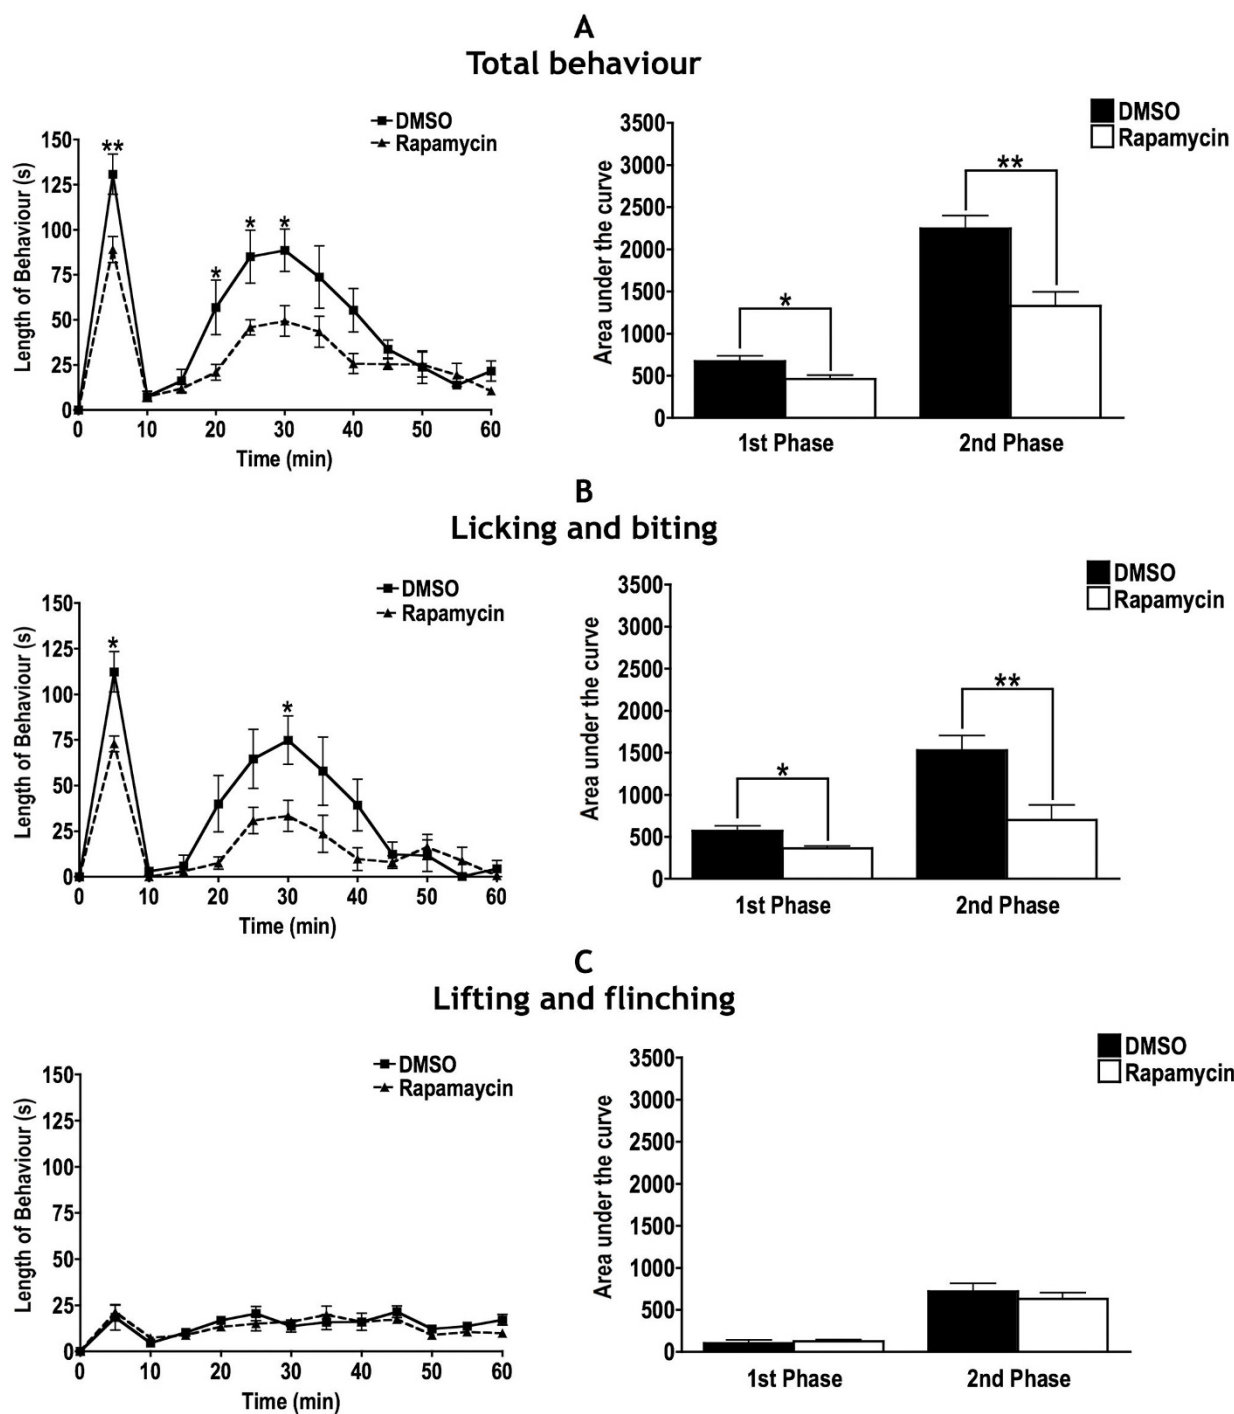 A
Total behaviour
DMSO
Rapamycin
Length of Behaviour (s)
150
125
100
75
50
25
0
**
*
*
*
0 10 20 30 40 50 60
Time (min)
DMSO
Rapamycin
Area under the curve
3500
3000
2500
2000
1500
1000
500
0
*
**
1st Phase 2nd Phase
B
Licking and biting
DMSO
Rapamycin
Length of Behaviour (s)
150
125
100
75
50
25
0
*
*
0 10 20 30 40 50 60
Time (min)
DMSO
Rapamycin
Area under the curve
3500
3000
2500
2000
1500
1000
500
0
*
**
1st Phase 2nd Phase
C
Lifting and flinching
DMSO
Rapamaycin
Length of Behaviour (s)
150
125
100
75
50
25
0
0 10 20 30 40 50 60
Time (min)
DMSO
Rapamycin
Area under the curve
3500
3000
2500
2000
1500
1000
500
0
1st Phase 2nd Phase